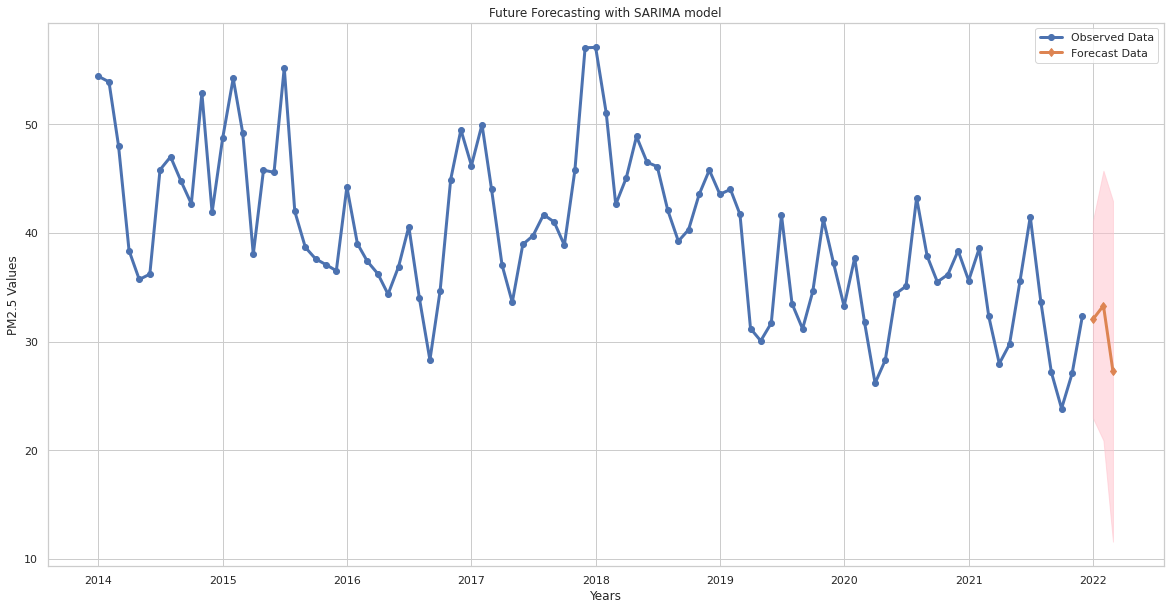 Future Forecasting with SARIMA model
Observed Data
Forecast Data
PM2.5 Values
50
40
30
20
10
2014 2015 2016 2017 2018 2019 2020 2021 2022
Years